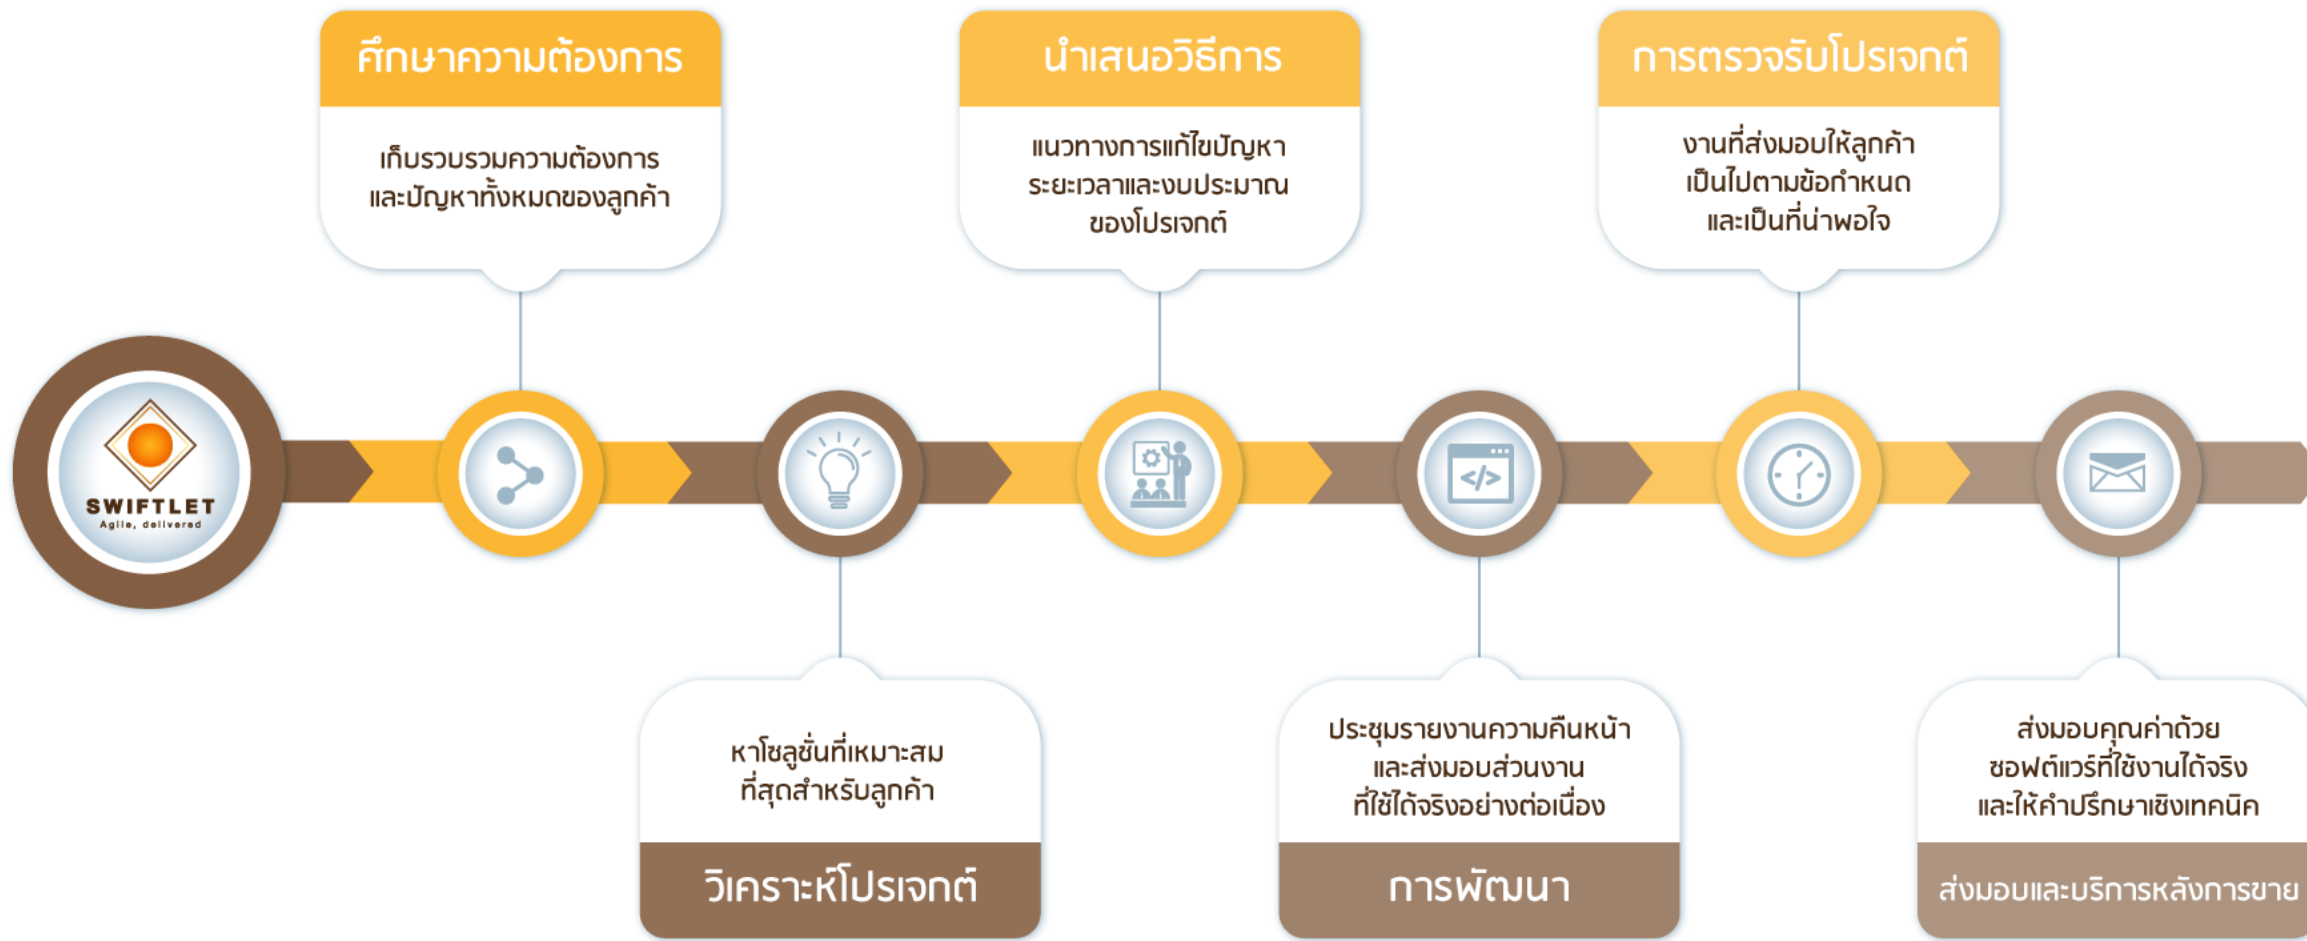 SWIFTLET
Agile, delivered
ศึกษาความต้องการ
เก็บรวบรวมความต้องการ
และปัญหาทั้งหมดของลูกค้า
หาโซลูชั่นที่เหมาะสม
ที่สุดสำหรับลูกค้า
วิเคราะห์โปรเจกต์
นำเสนอวิธีการ
แนวทางการแก้ไขปัญหา
ระยะเวลาและงบประมาณ
ของโปรเจกต์
ประชุมรายงานความคืบหน้า
และส่งมอบส่วนงาน
ที่ใช้ได้จริงอย่างต่อเนื่อง
การพัฒนา
การตรวจรับโปรเจกต์
งานที่ส่งมอบให้ลูกค้า
เป็นไปตามข้อกำหนด
และเป็นที่น่าพอใจ
ส่งมอบคุณค่าด้วย
ซอฟต์แวร์ที่ใช้งานได้จริง
และให้คำปรึกษาเชิงเทคนิค
ส่งมอบและบริการหลังการขาย